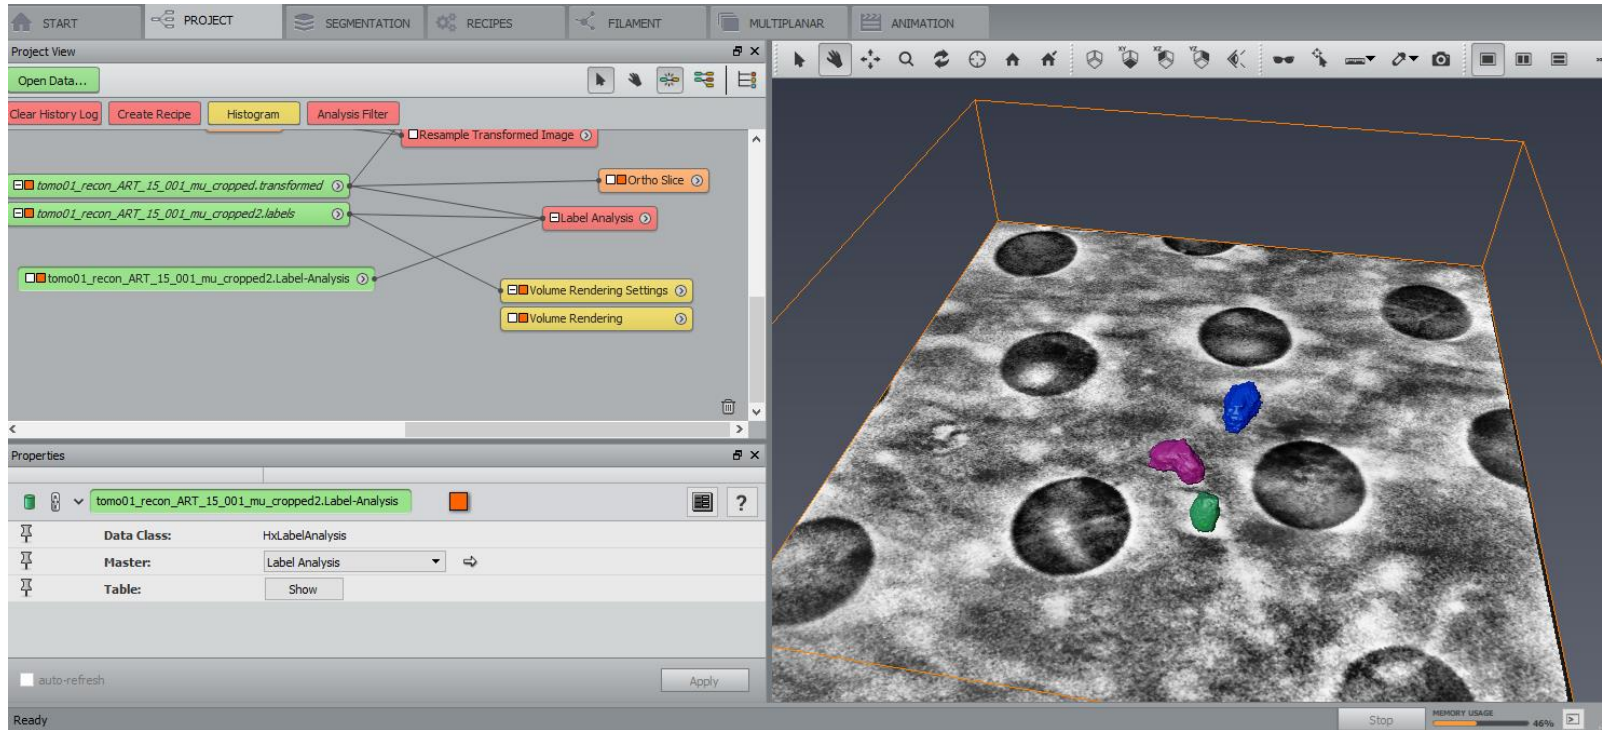 START PROJECT SEGMENTATION RECIPES FILAMENT MULTIPLANAR ANIMATION
Project View
Open Data...
Clear History Log Create Recipe Histogram Analysis Filter
Resample Transformed Image
tomo01_recon_ART_15_001_mu_cropped.transformed
Ortho Slice
tomo01_recon_ART_15_001_mu_cropped2.labels
Label Analysis
tomo01_recon_ART_15_001_mu_cropped2.Label-Analysis
Volume Rendering Settings
Volume Rendering
Properties
tomo01_recon_ART_15_001_mu_cropped2.Label-Analysis ?
Data Class: HxLabelAnalysis
Master: Label Analysis
Table: Show
auto-refresh Apply
XY XZ YZ
Ready Stop MEMORY USAGE 46%